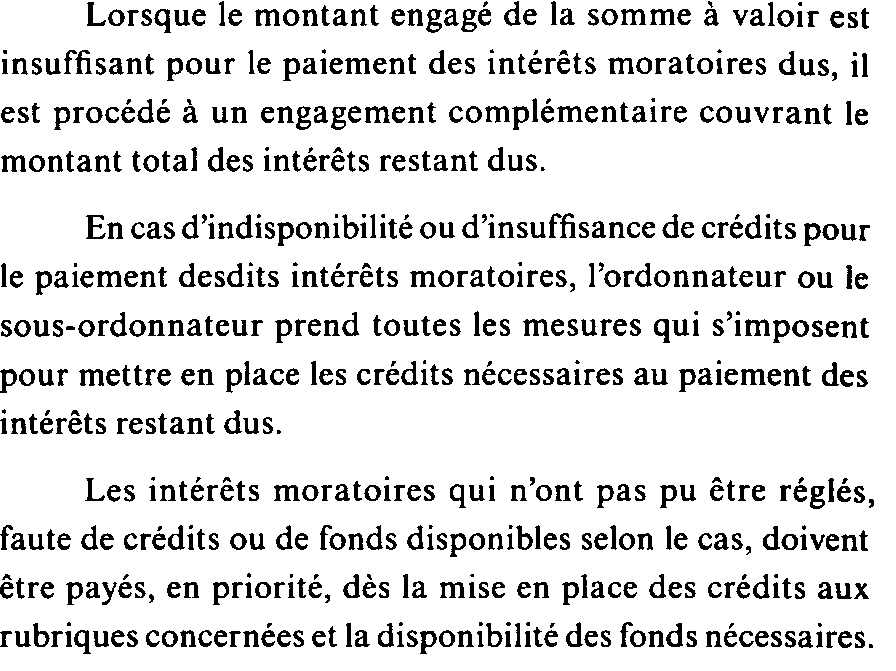 Lorsque le montant engagé de la somme à valoir est
insuffisant pour le paiement des intérêts moratoires dus, il
est procédé à un engagement complémentaire couvrant le
montant total des intérêts restant dus.
En cas d'indisponibilité ou d'insuffisance de crédits pour
le paiement desdits intérêts moratoires, l'ordonnateur ou le
sous-ordonnateur prend toutes les mesures qui s'imposent
pour mettre en place les crédits nécessaires au paiement des
intérêts restant dus.
Les intérêts moratoires qui n'ont pas pu être réglés,
faute de crédits ou de fonds disponibles selon le cas, doivent
être payés, en priorité, dès la mise en place des crédits aux
rubriques concernées et la disponibilité des fonds nécessaires.